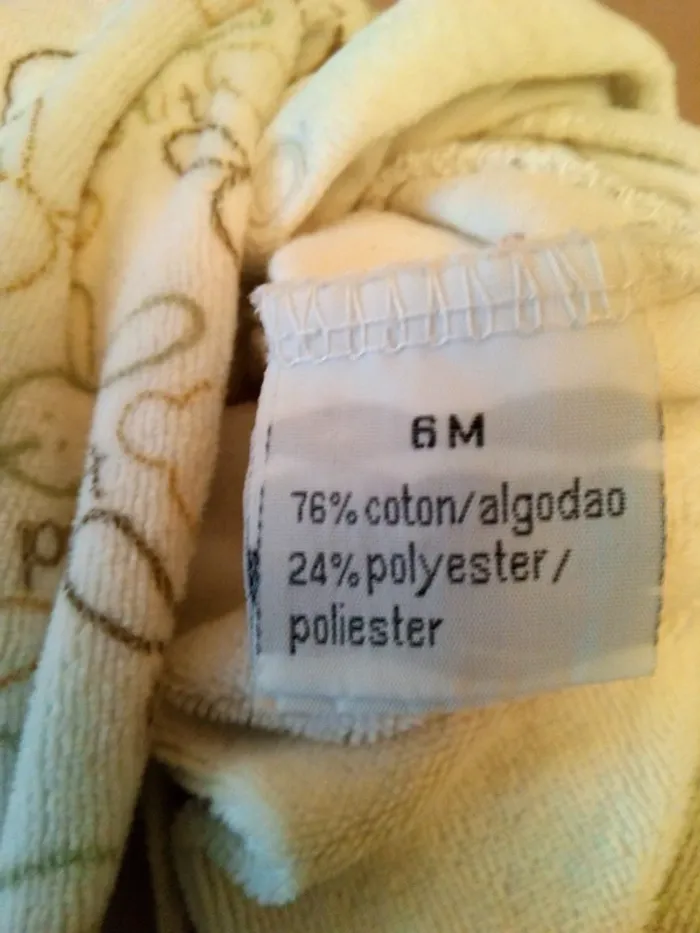 6M
76% coton/algodao
24% polyester/
poliester